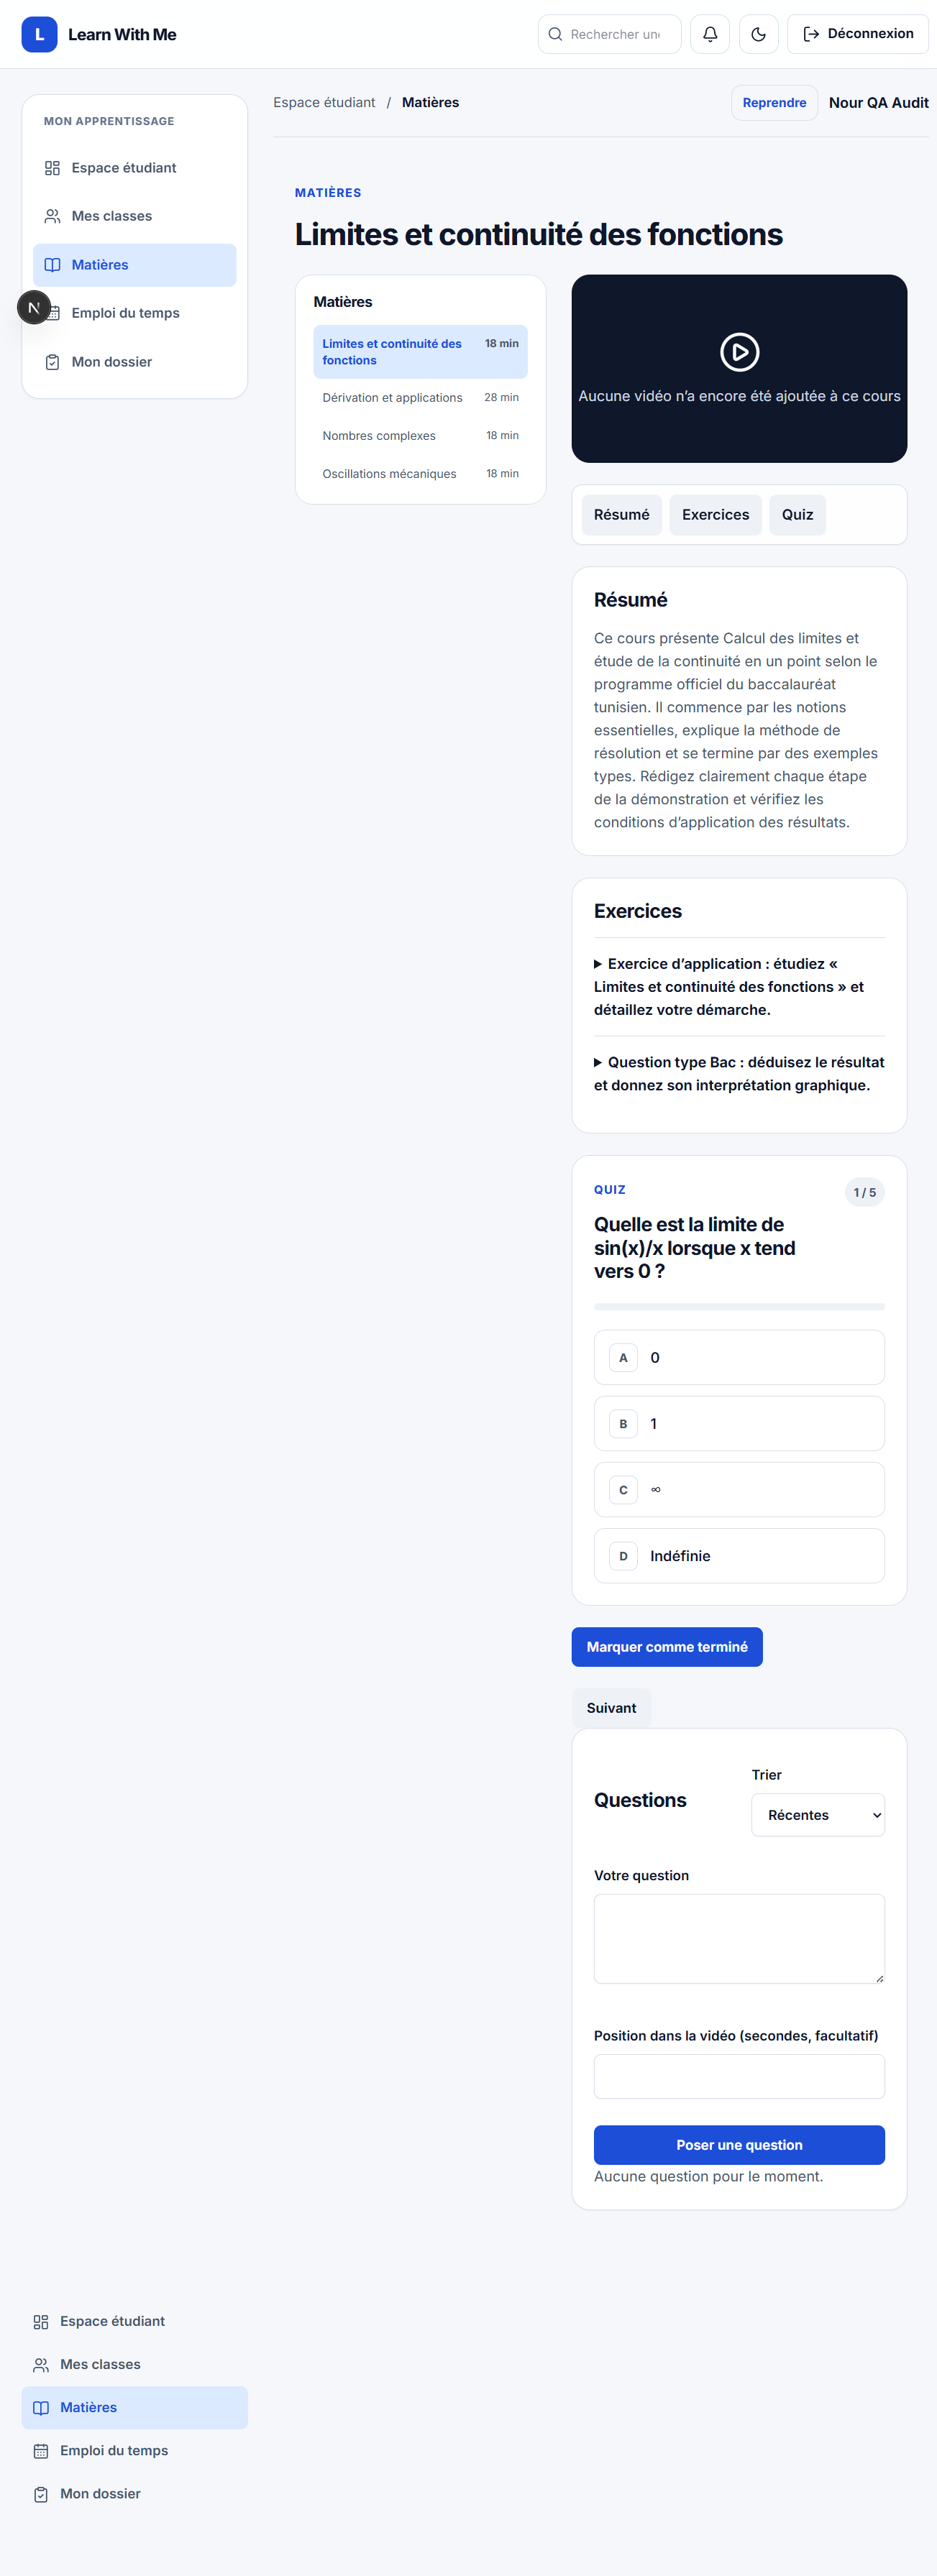 L
Learn With Me
Rechercher une
Déconnexion
MON APPRENTISSAGE
Espace étudiant
Mes classes
Matières
Emploi du temps
Mon dossier
N
Espace étudiant / Matières
Reprendre
Nour QA Audit
MATIÈRES
Limites et continuité des fonctions
Matières
Limites et continuité des
fonctions
18 min
Dérivation et applications
28 min
Nombres complexes
18 min
Oscillations mécaniques
18 min
Aucune vidéo n’a encore été ajoutée à ce cours
Résumé
Exercices
Quiz
Résumé
Ce cours présente Calcul des limites et
étude de la continuité en un point selon le
programme officiel du baccalauréat
tunisien. Il commence par les notions
essentielles, explique la méthode de
résolution et se termine par des exemples
types. Rédigez clairement chaque étape
de la démonstration et vérifiez les
conditions d’application des résultats.
Exercices
Exercice d’application : étudiez «
Limites et continuité des fonctions » et
détaillez votre démarche.
Question type Bac : déduisez le résultat
et donnez son interprétation graphique.
QUIZ
1 / 5
Quelle est la limite de
sin(x)/x lorsque x tend
vers 0 ?
A 0
B 1
C ∞
D Indéfinie
Marquer comme terminé
Suivant
Questions
Trier
Récentes
Votre question
Position dans la vidéo (secondes, facultatif)
Poser une question
Aucune question pour le moment.
Espace étudiant
Mes classes
Matières
Emploi du temps
Mon dossier